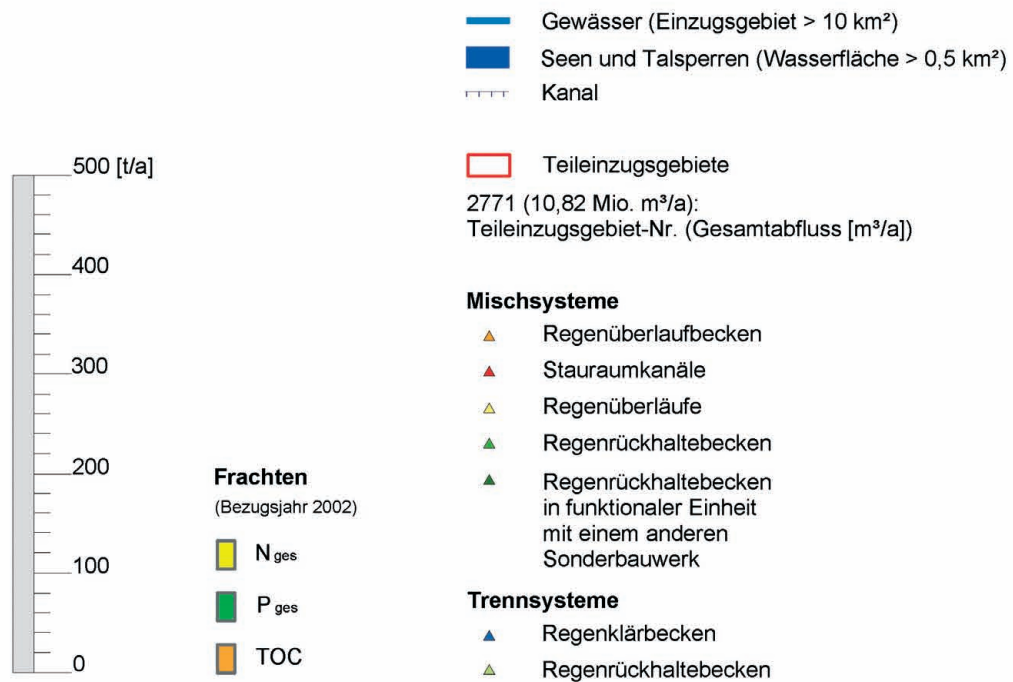 Gewässer (Einzugsgebiet > 10 km²)
Seen und Talsperren (Wasserfläche > 0,5 km²)
Kanal
Teileinzugsgebiete
2771 (10,82 Mio. m³/a):
Teileinzugsgebiet-Nr. (Gesamtabfluss [m³/a])
500 [t/a]
400
300
200
100
0
Frachten
(Bezugsjahr 2002)
N ges
P ges
TOC
Mischsysteme
Regenüberlaufbecken
Stauraumkanäle
Regenüberläufe
Regenrückhaltebecken
Regenrückhaltebecken
in funktionaler Einheit
mit einem anderen
Sonderbauwerk
Trennsysteme
Regenklärbecken
Regenrückhaltebecken